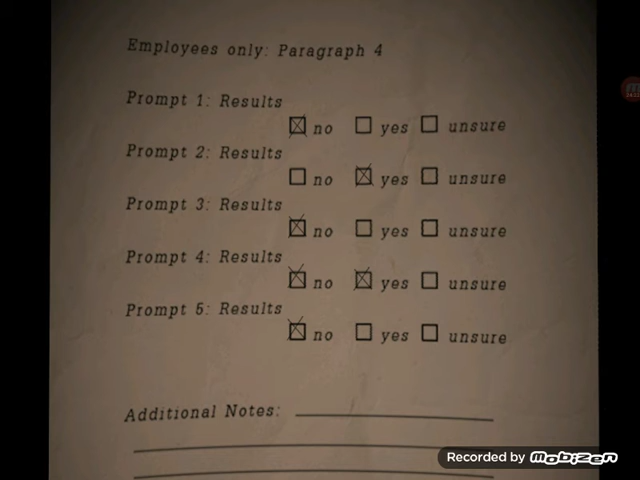 Employees only: Paragraph 4
Prompt 1: Results
no yes unsure
Prompt 2: Results
no yes unsure
Prompt 3: Results
no yes unsure
Prompt 4: Results
no yes unsure
Prompt 5: Results
no yes unsure
Additional Notes:
Recorded by mobizen